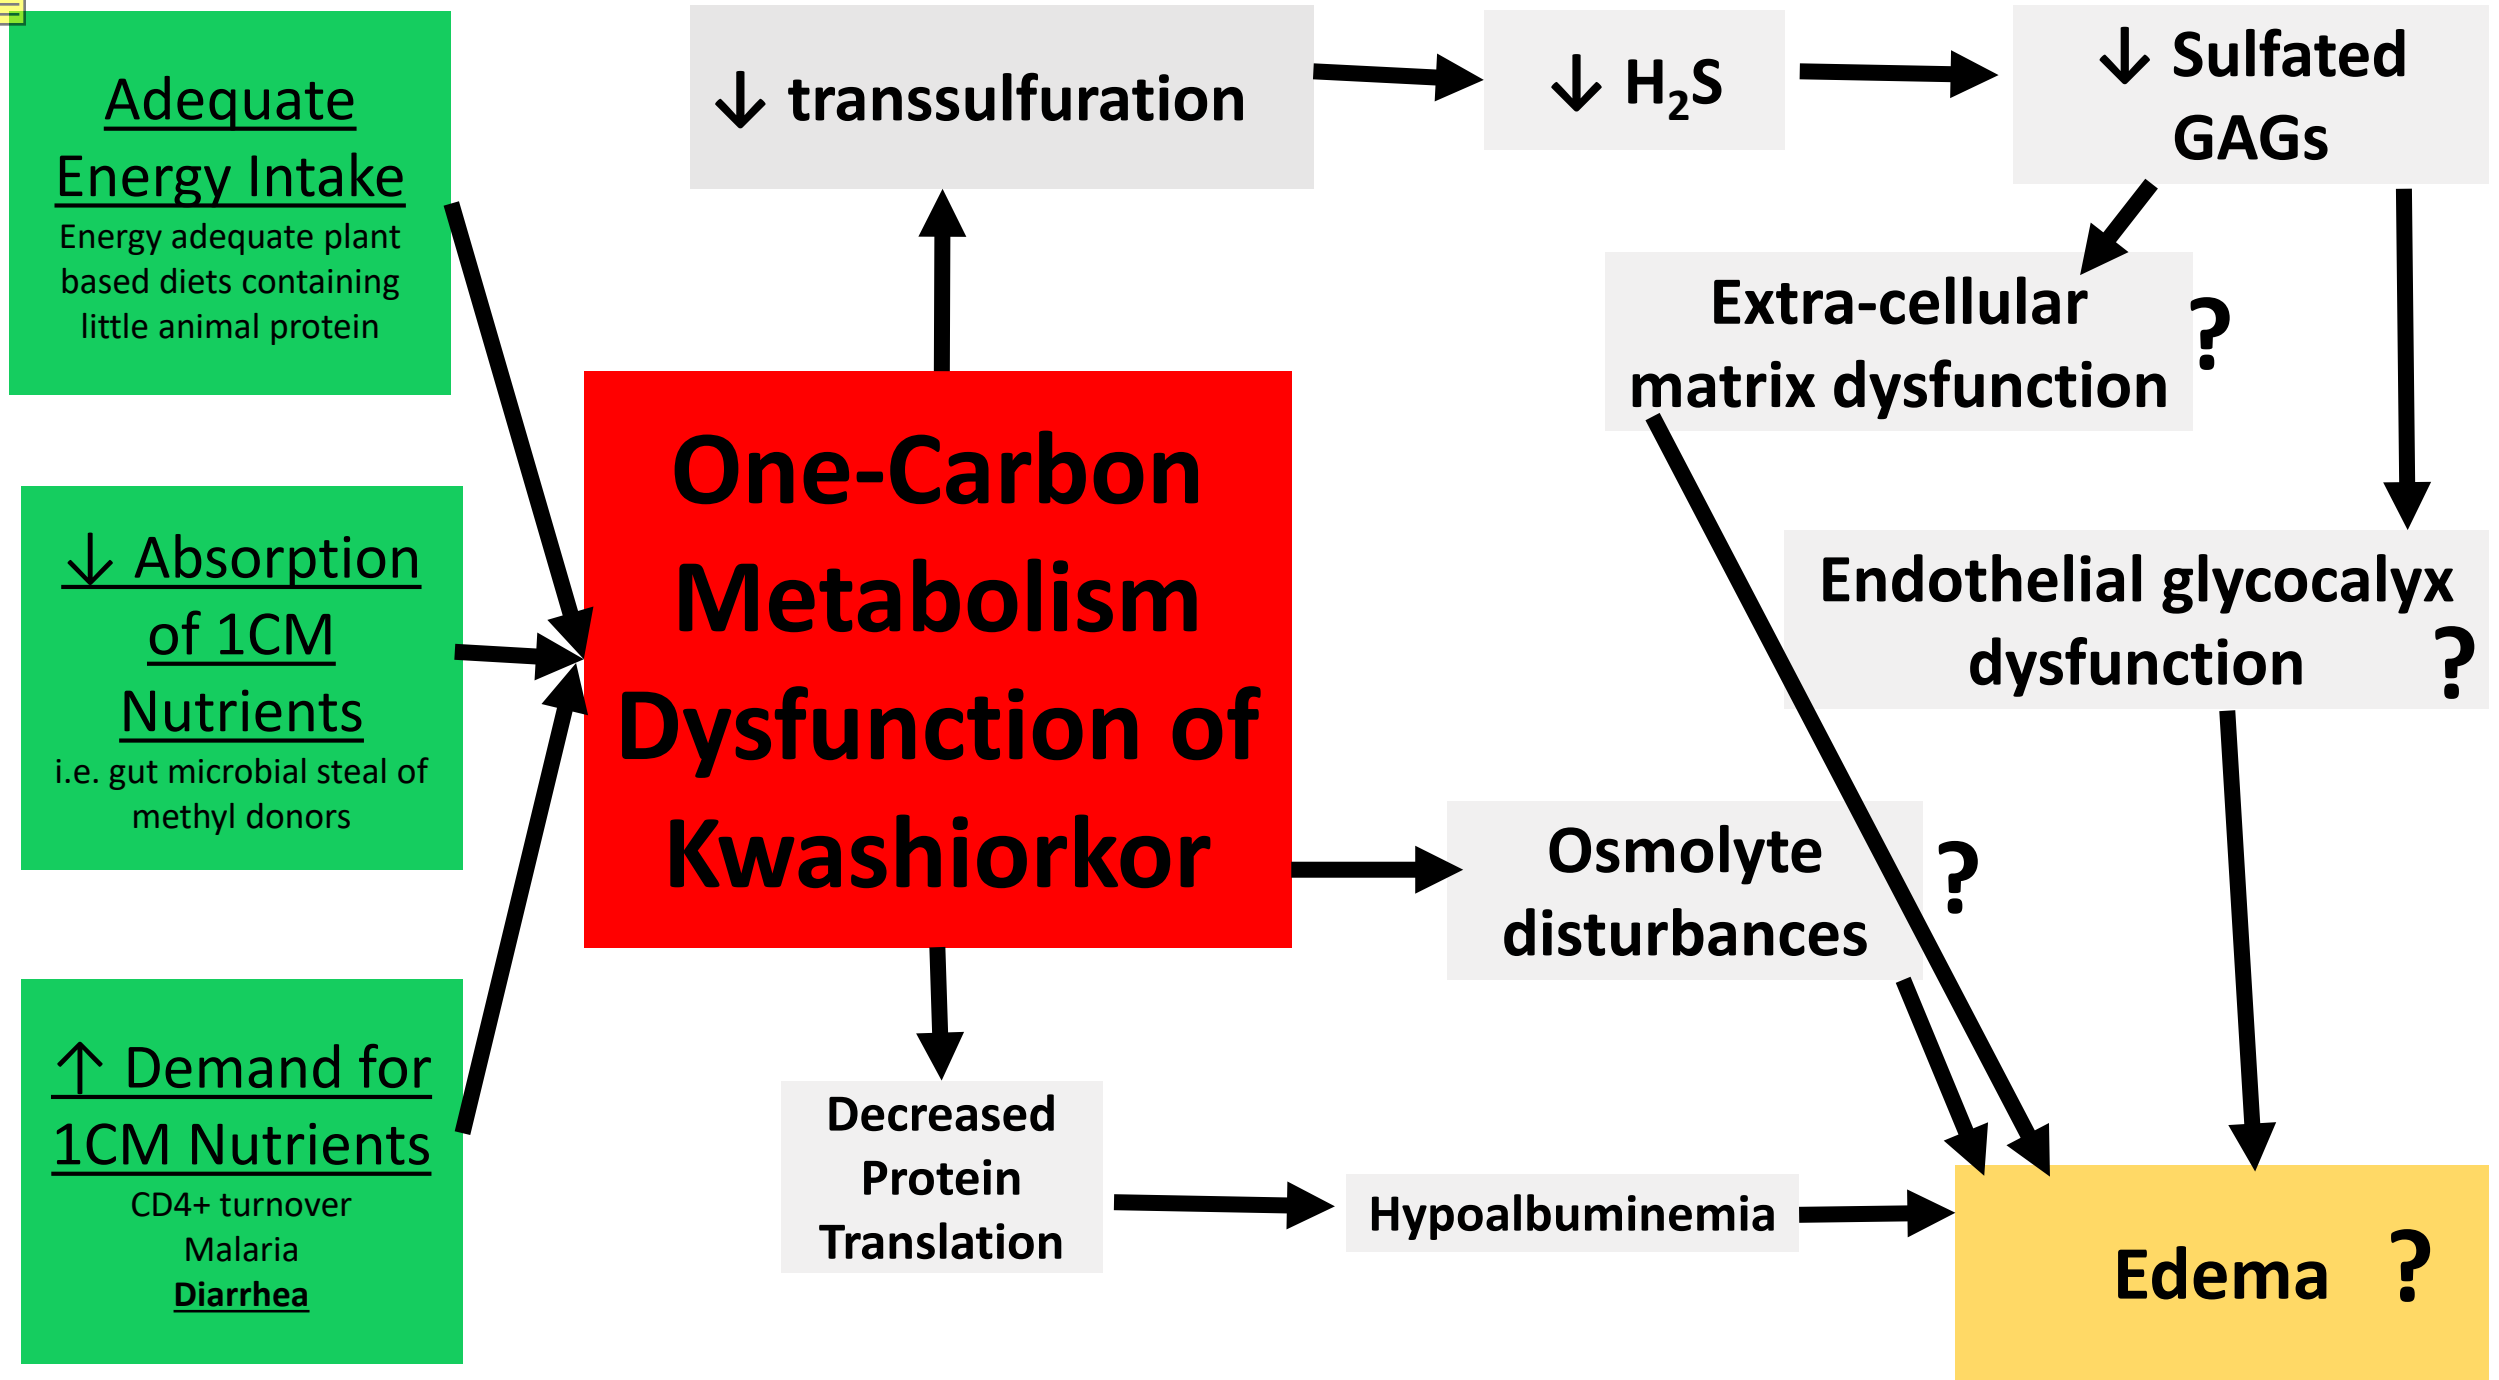 Adequate
Energy Intake
Energy adequate plant
based diets containing
little animal protein
↓ Absorption
of 1CM
Nutrients
i.e. gut microbial steal of
methyl donors
↑ Demand for
1CM Nutrients
CD4+ turnover
Malaria
Diarrhea
One-Carbon
Metabolism
Dysfunction of
Kwashiorkor
↓ transsulfuration
↓ H₂S
↓ Sulfated
GAGs
Extra-cellular
matrix dysfunction
?
Endothelial glycocalyx
dysfunction
?
Osmolyte
disturbances
?
Decreased
Protein
Translation
Hypoalbuminemia
Edema ?